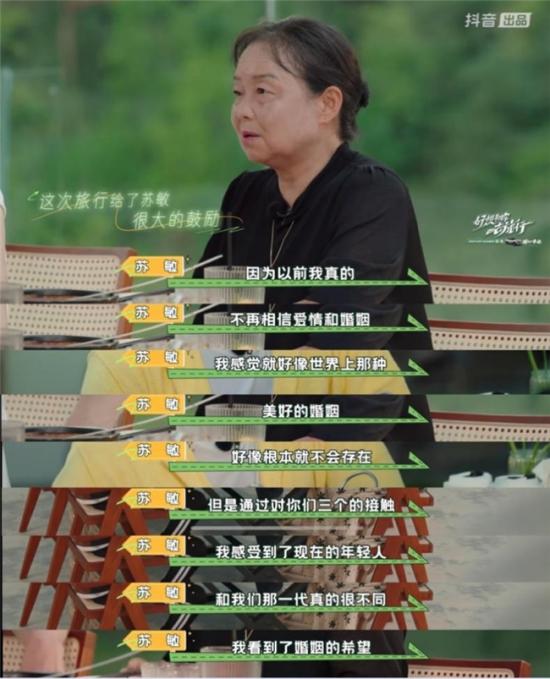 抖音 出品
这次旅行给了苏敏
很大的鼓励
苏 敏
因为以前我真的
苏 敏
不再相信爱情和婚姻
苏 敏
我感觉就好像世界上那种
苏 敏
美好的婚姻
苏 敏
好像根本就不会存在
苏 敏
但是通过对你们三个的接触
苏 敏
我感受到了现在的年轻人
苏 敏
和我们那一代真的很不同
苏 敏
我看到了婚姻的希望